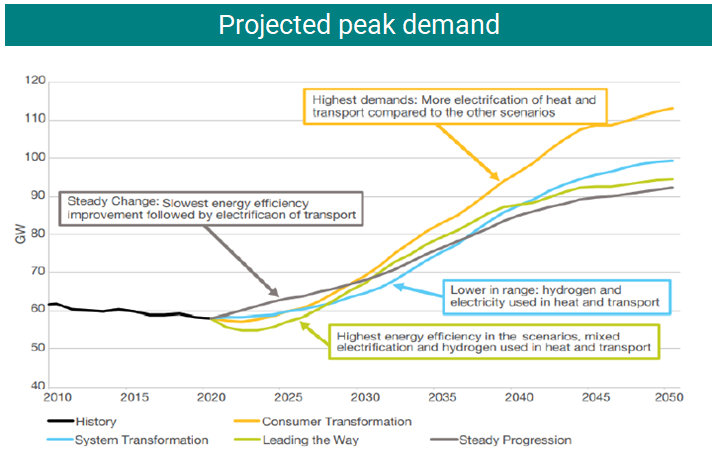 Projected peak demand
120
110
100
90
80
70
60
50
40
GW
Highest demands: More electrifcation of heat and
transport compared to the other scenarios
Steady Change: Slowest energy efficiency
improvement followed by electrificaon of transport
Lower in range: hydrogen and
electricity used in heat and transport
Highest energy efficiency in the scenarios, mixed
electrification and hydrogen used in heat and transport
2010 2015 2020 2025 2030 2035 2040 2045 2050
History Consumer Transformation
System Transformation Leading the Way Steady Progression